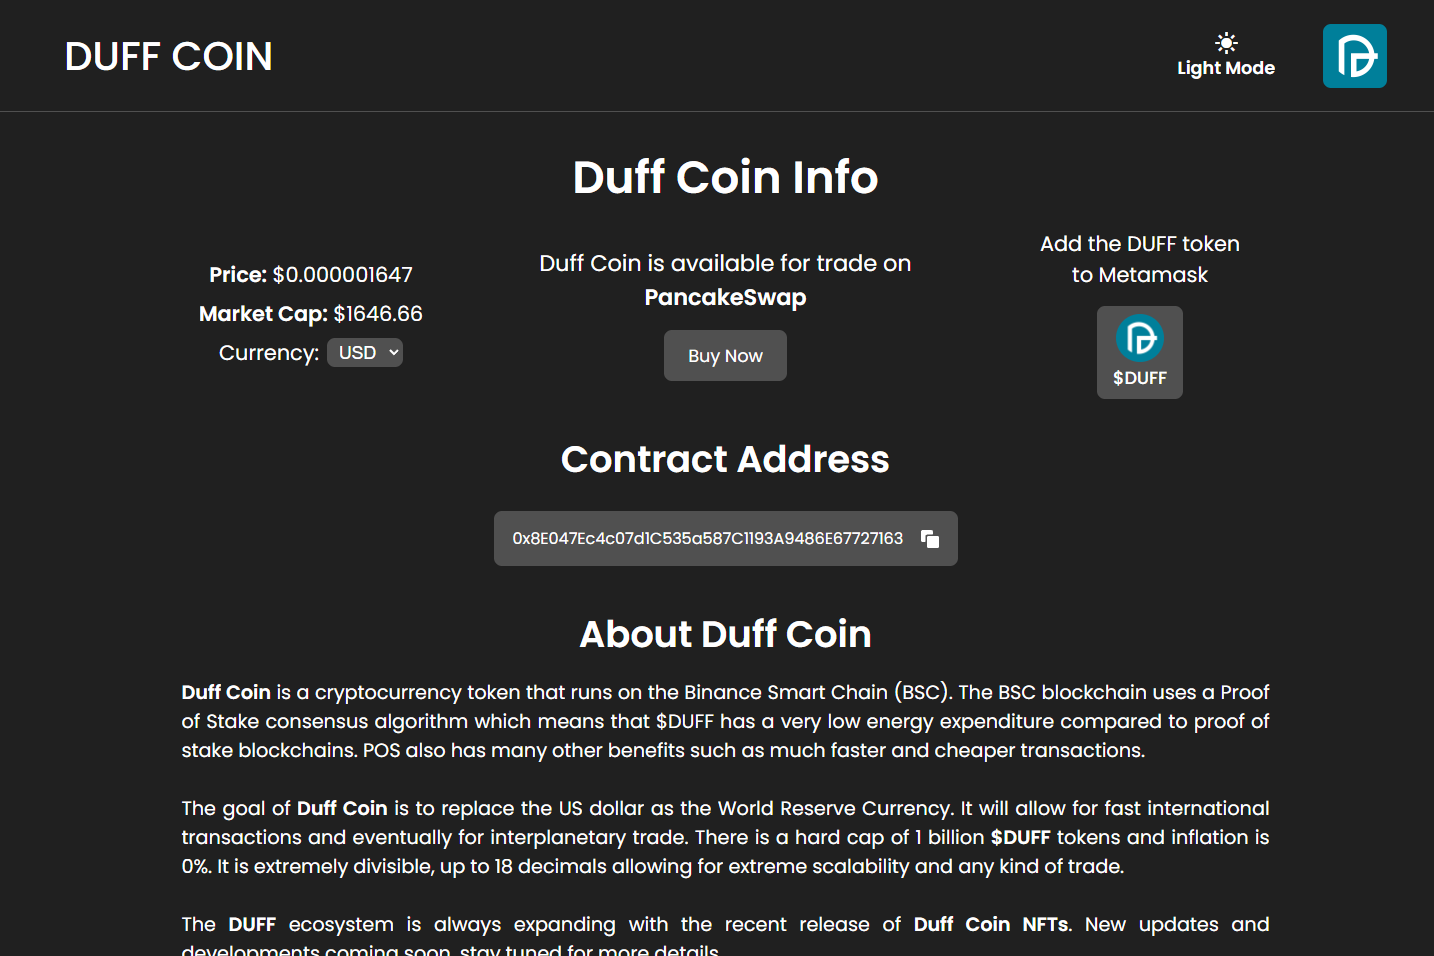 DUFF COIN
Light Mode
Duff Coin Info
Price: $0.000001647
Market Cap: $1646.66
Currency: USD
Duff Coin is available for trade on
PancakeSwap
Buy Now
Add the DUFF token
to Metamask
$DUFF
Contract Address
0x8E047Ec4c07d1C535a587C1193A9486E67727163
About Duff Coin
Duff Coin is a cryptocurrency token that runs on the Binance Smart Chain (BSC). The BSC blockchain uses a Proof
of Stake consensus algorithm which means that $DUFF has a very low energy expenditure compared to proof of
stake blockchains. POS also has many other benefits such as much faster and cheaper transactions.
The goal of Duff Coin is to replace the US dollar as the World Reserve Currency. It will allow for fast international
transactions and eventually for interplanetary trade. There is a hard cap of 1 billion $DUFF tokens and inflation is
0%. It is extremely divisible, up to 18 decimals allowing for extreme scalability and any kind of trade.
The DUFF ecosystem is always expanding with the recent release of Duff Coin NFTs. New updates and
developments coming soon, stay tuned for more details.